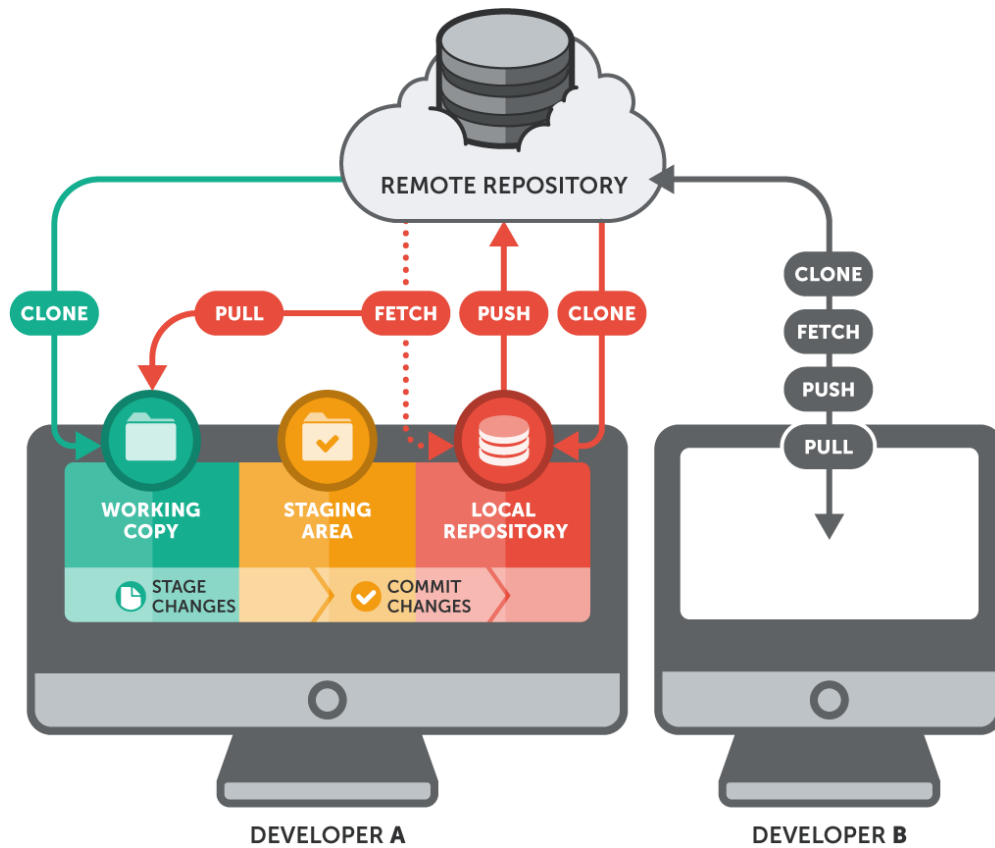 REMOTE REPOSITORY
CLONE
PULL
FETCH
PUSH
CLONE
WORKING
COPY
STAGING
AREA
LOCAL
REPOSITORY
STAGE
CHANGES
COMMIT
CHANGES
DEVELOPER A
CLONE
FETCH
PUSH
PULL
DEVELOPER B